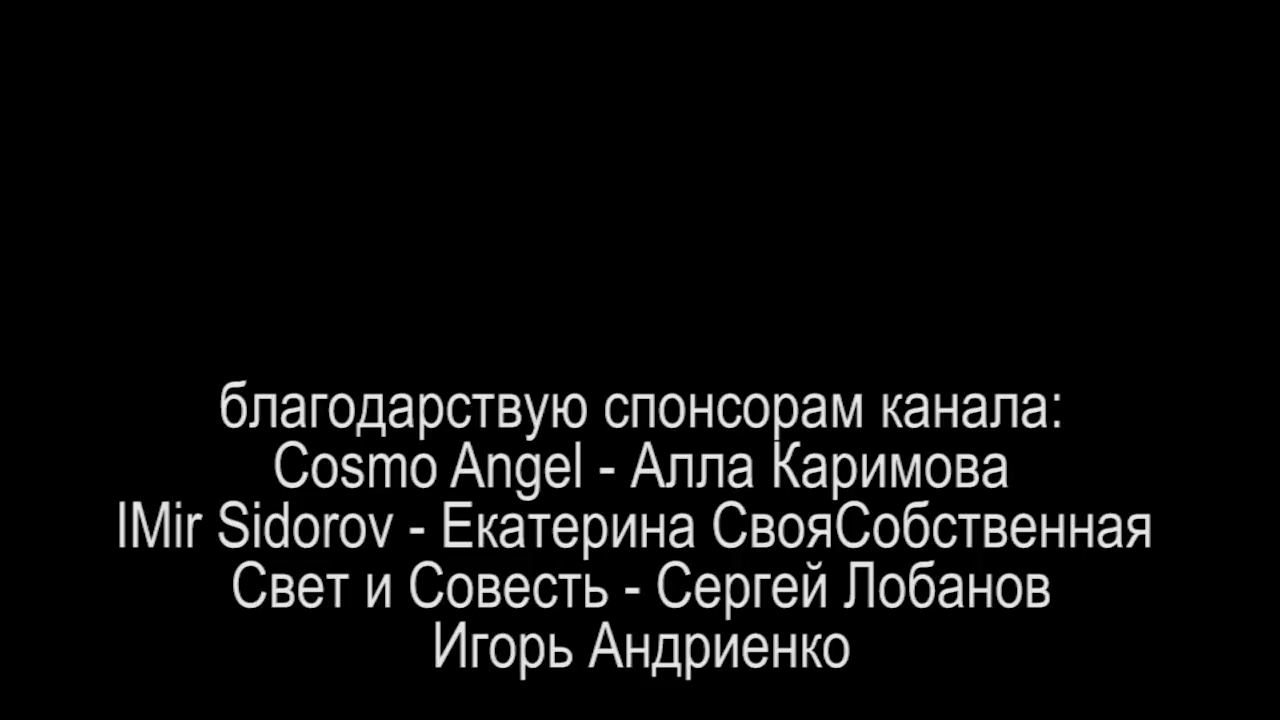 благодарствую спонсорам канала:
Cosmo Angel - Алла Каримова
IMir Sidorov - Екатерина СвояСобственная
Свет и Совесть - Сергей Лобанов
Игорь Андриенко